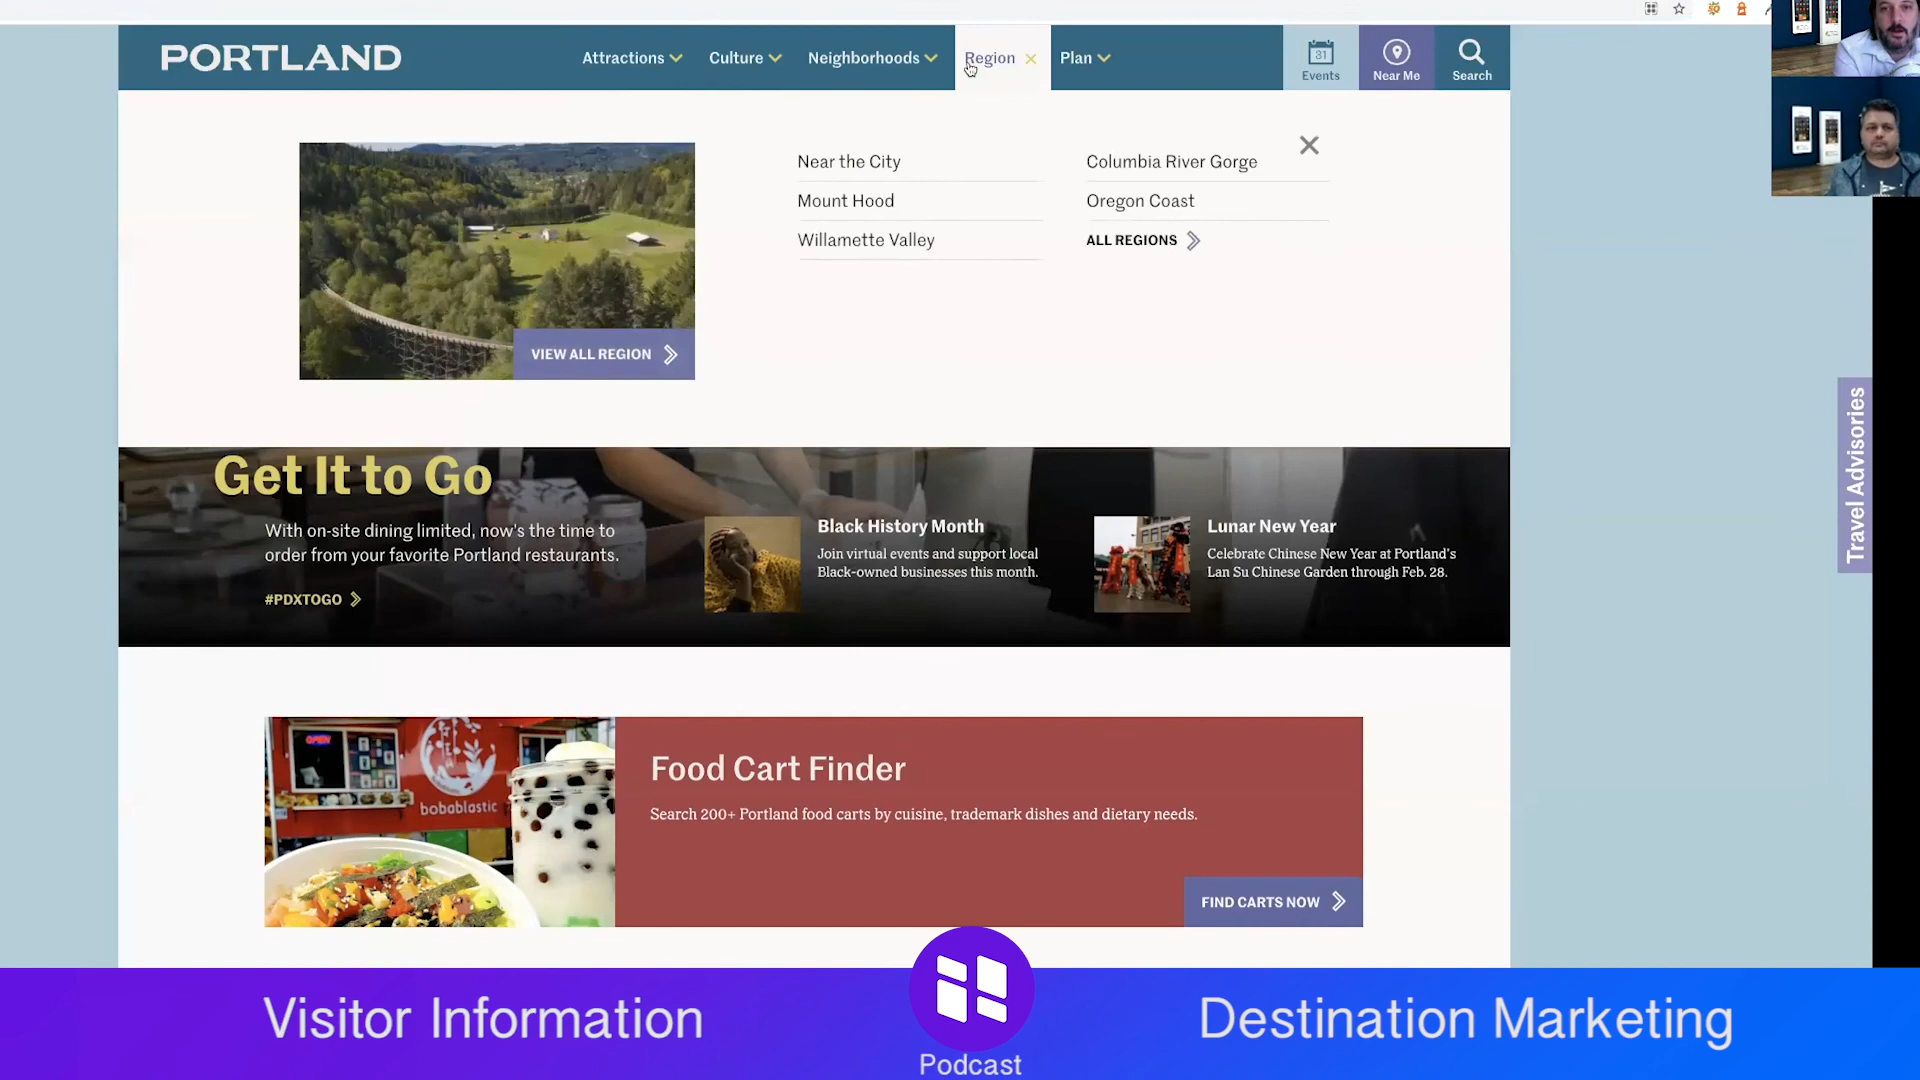 PORTLAND
Attractions
Culture
Neighborhoods
Region
Plan
31
Events
Near Me
Search
Near the City
Mount Hood
Willamette Valley
Columbia River Gorge
Oregon Coast
ALL REGIONS
VIEW ALL REGION
Travel Advisories
Get It to Go
With on-site dining limited, now's the time to
order from your favorite Portland restaurants.
#PDXTOGO
Black History Month
Join virtual events and support local
Black-owned businesses this month.
Lunar New Year
Celebrate Chinese New Year at Portland's
Lan Su Chinese Garden through Feb. 28.
OPEN
bobablastic
Food Cart Finder
Search 200+ Portland food carts by cuisine, trademark dishes and dietary needs.
FIND CARTS NOW
Visitor Information
Podcast
Destination Marketing